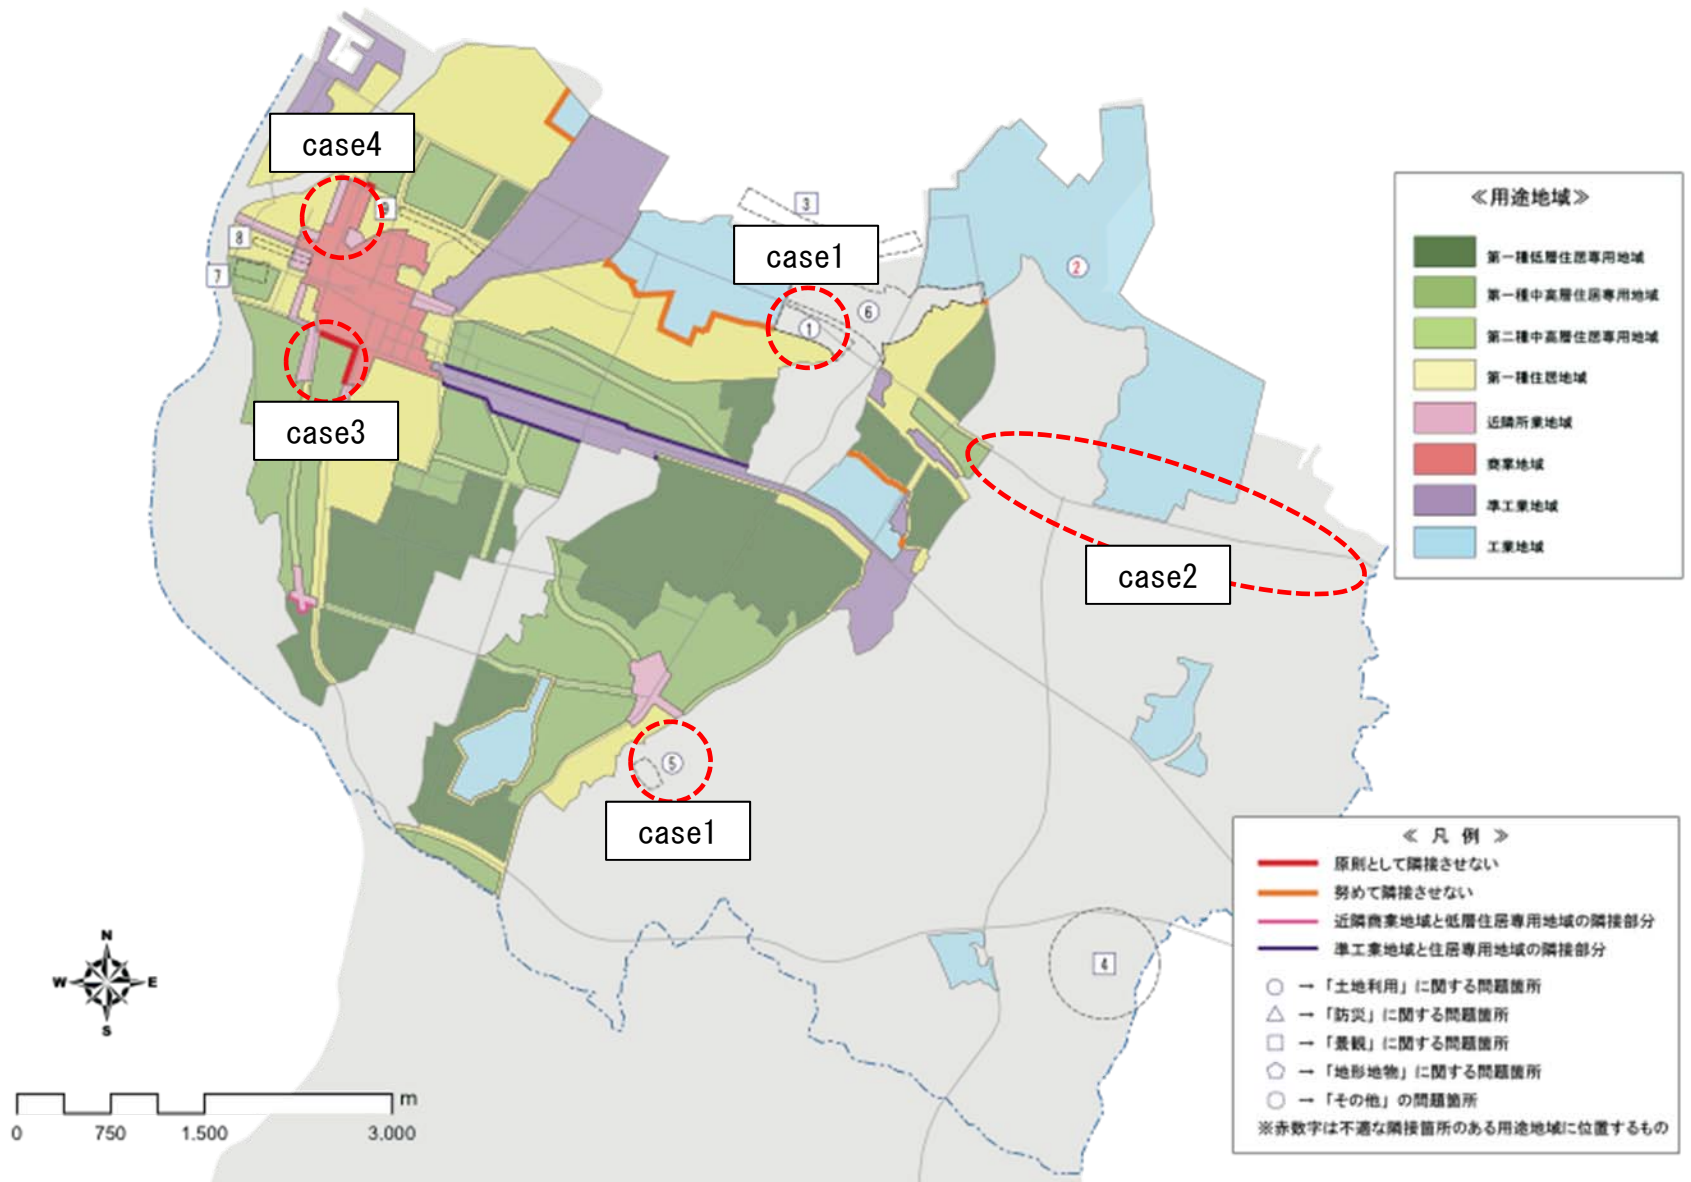 case4
3
9
case1
8
7
2
6
1
case3
case2
5
case1
4
N
W
E
S
m
0
750
1.500
3.000
≪用途地域≫
第一種低層住居専用地域
第一種中高層住居専用地域
第二種中高層住居専用地域
第一種住居地域
近隣所業地域
商業地域
準工業地域
工業地域
≪ 凡 例 ≫
原則として隣接させない
努めて隣接させない
近隣商業地域と低層住居専用地域の隣接部分
準工業地域と住居専用地域の隣接部分
→「土地利用」に関する問題箇所
→「防災」に関する問題箇所
→「景観」に関する問題箇所
→「地形地物」に関する問題箇所
→「その他」の問題箇所
※赤数字は不適な隣接箇所のある用途地域に位置するもの